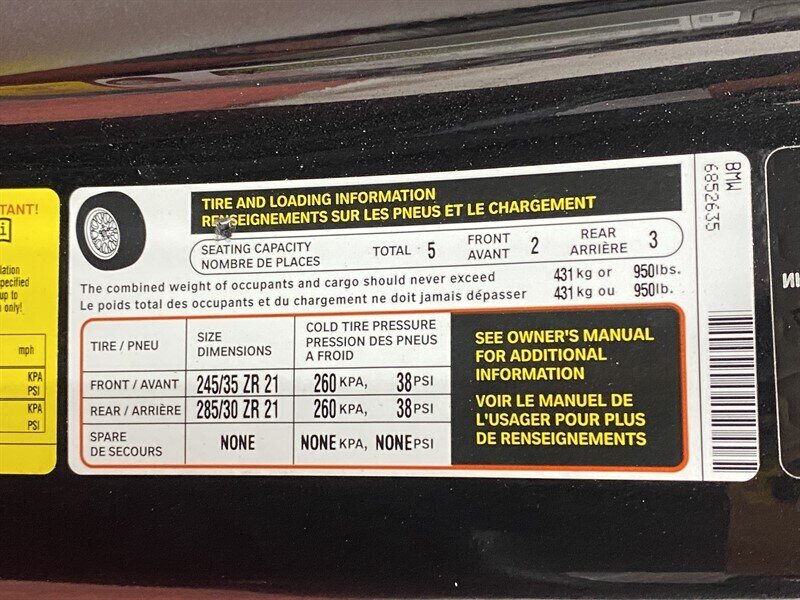 TANT!
i
lation
pecified
up to
only!
mph
KPA
PSI
KPA
PSI
TIRE AND LOADING INFORMATION
RENSEIGNEMENTS SUR LES PNEUS ET LE CHARGEMENT
SEATING CAPACITY TOTAL 5 FRONT 2 REAR 3
NOMBRE DE PLACES AVANT ARRIÈRE
The combined weight of occupants and cargo should never exceed 431 kg or 950 lbs.
Le poids total des occupants et du chargement ne doit jamais dépasser 431 kg ou 950 lb.
TIRE / PNEU SIZE COLD TIRE PRESSURE
DIMENSIONS PRESSION DES PNEUS
A FROID
FRONT / AVANT 245/35 ZR 21 260 KPA, 38 PSI
REAR / ARRIÈRE 285/30 ZR 21 260 KPA, 38 PSI
SPARE NONE NONE KPA, NONE PSI
DE SECOURS
SEE OWNER'S MANUAL
FOR ADDITIONAL
INFORMATION
VOIR LE MANUEL DE
L'USAGER POUR PLUS
DE RENSEIGNEMENTS
BMW
6852635